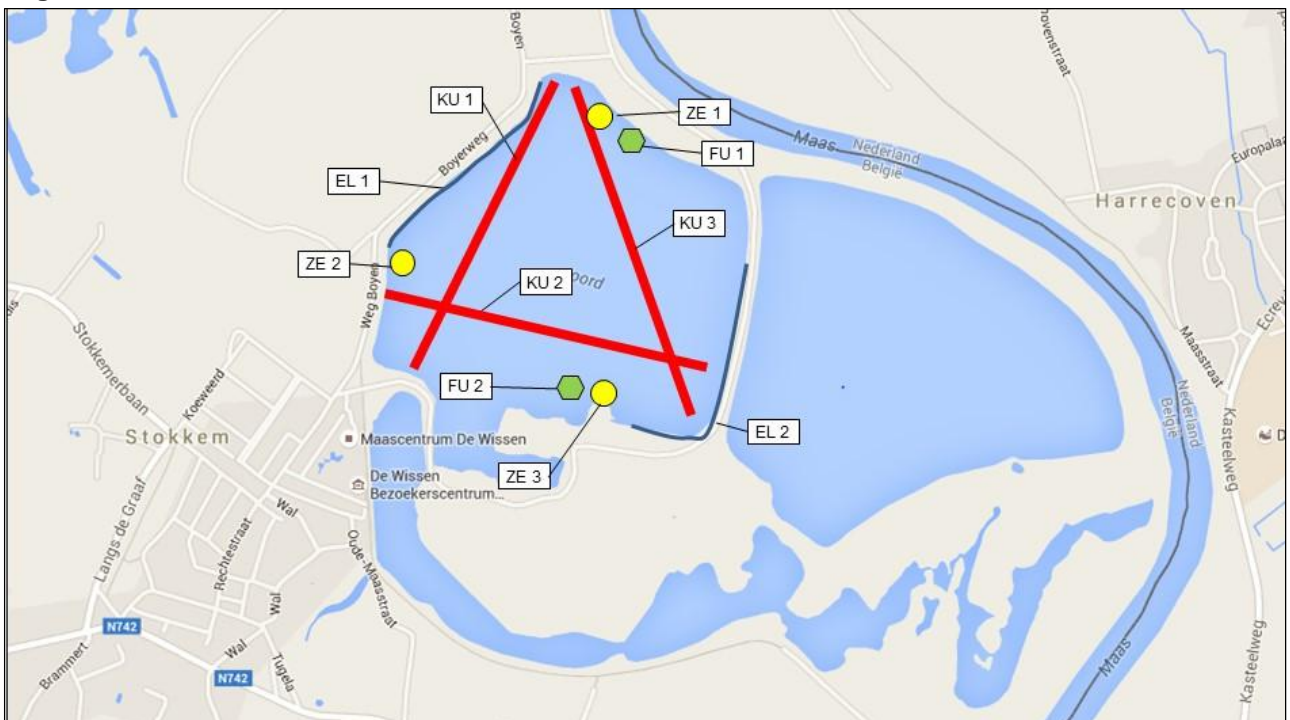 Boyen
KU 1
ZE 1
FU 1
Boyerweg
EL 1
Maas
Nederland
België
Europalaa
Harrecoven
KU 3
ZE 2
KU 2
oord
Weg Boyen
Stokkemerbaan
Koeweerd
FU 2
Maasstraat
Nederland
België
Kasteelweg
Stokkem
Maascentrum De Wissen
EL 2
De Wissen
Bezoekerscentrum...
ZE 3
Langs de Graaf
Rechtestraat
Wal
Oude-Maasstraat
Wal
N742
Wal
Tugela
N742
Brammert
Maas
Kasteelweg